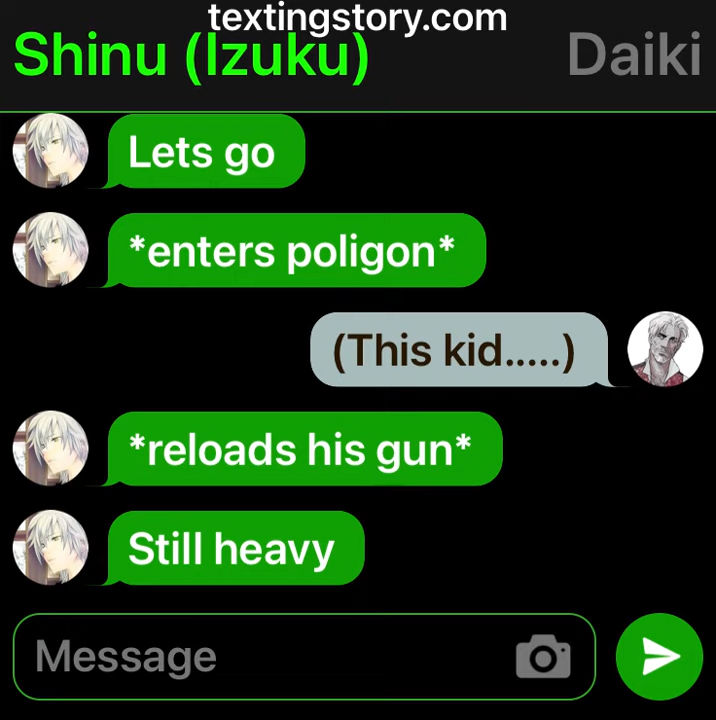 textingstory.com
Shinu (Izuku)
Daiki
Lets go
*enters poligon*
(This kid.....)
*reloads his gun*
Still heavy
Message